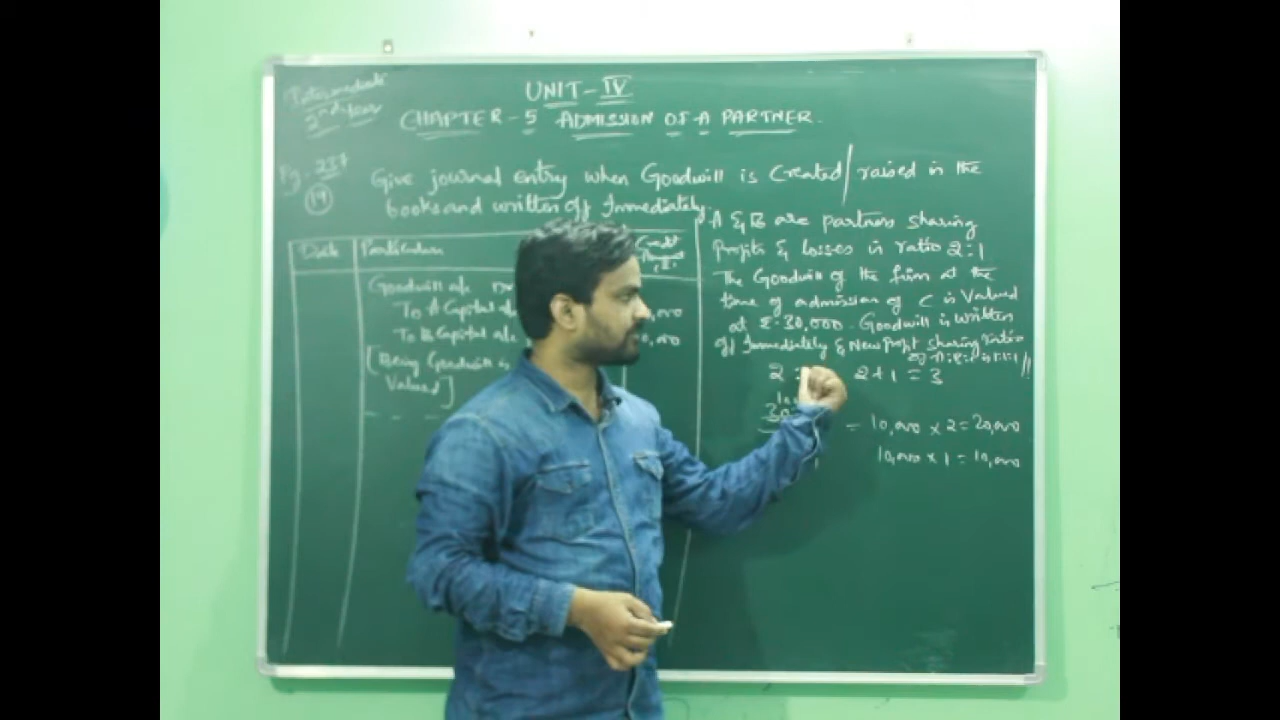 Intermediate
2nd Year
UNIT - IV
CHAPTER - 5 ADMISSION OF A PARTNER.
Pg - 237
19
Give journal entry when Goodwill is Created/raised in the
books and written off Immediately.
Date Particulars Credit
Goodwill a/c Dr
To A Capital a/c
To B Capital a/c
[Being Goodwill is
Valued]
A & B are partners sharing
Profits & losses in ratio 2:1
The Goodwill of the firm at the
time of admission of C is Valued
at 30,000. Goodwill is written
off Immediately & New Profit sharing ratio
2 : 2+1 = 3
= 10,000 x 2 = 20,000
10,000 x 1 = 10,000